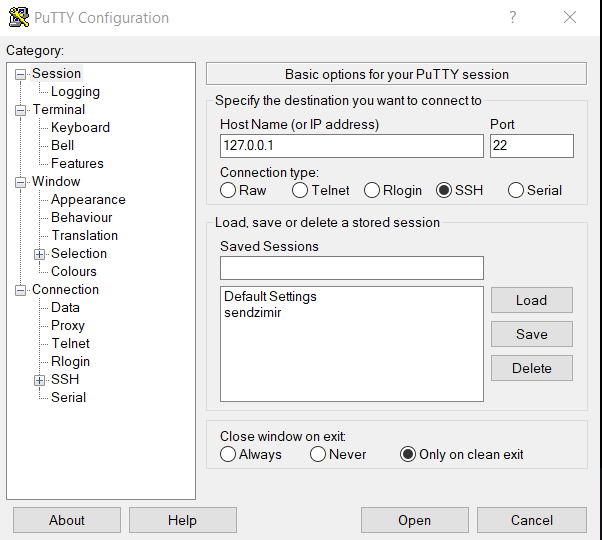 PuTTY Configuration
?
Category:
Session
Logging
Terminal
Keyboard
Bell
Features
Window
Appearance
Behaviour
Translation
Selection
Colours
Connection
Data
Proxy
Telnet
Rlogin
SSH
Serial
Basic options for your PuTTY session
Specify the destination you want to connect to
Host Name (or IP address) Port
127.0.0.1 22
Connection type:
Raw Telnet Rlogin SSH Serial
Load, save or delete a stored session
Saved Sessions
Default Settings
sendzimir
Load
Save
Delete
Close window on exit:
Always Never Only on clean exit
About Help Open Cancel